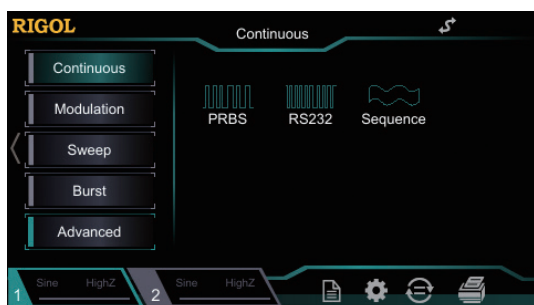 RIGOL
Continuous
Continuous
Modulation
Sweep
Burst
Advanced
PRBS
RS232
Sequence
1
Sine
HighZ
2
Sine
HighZ